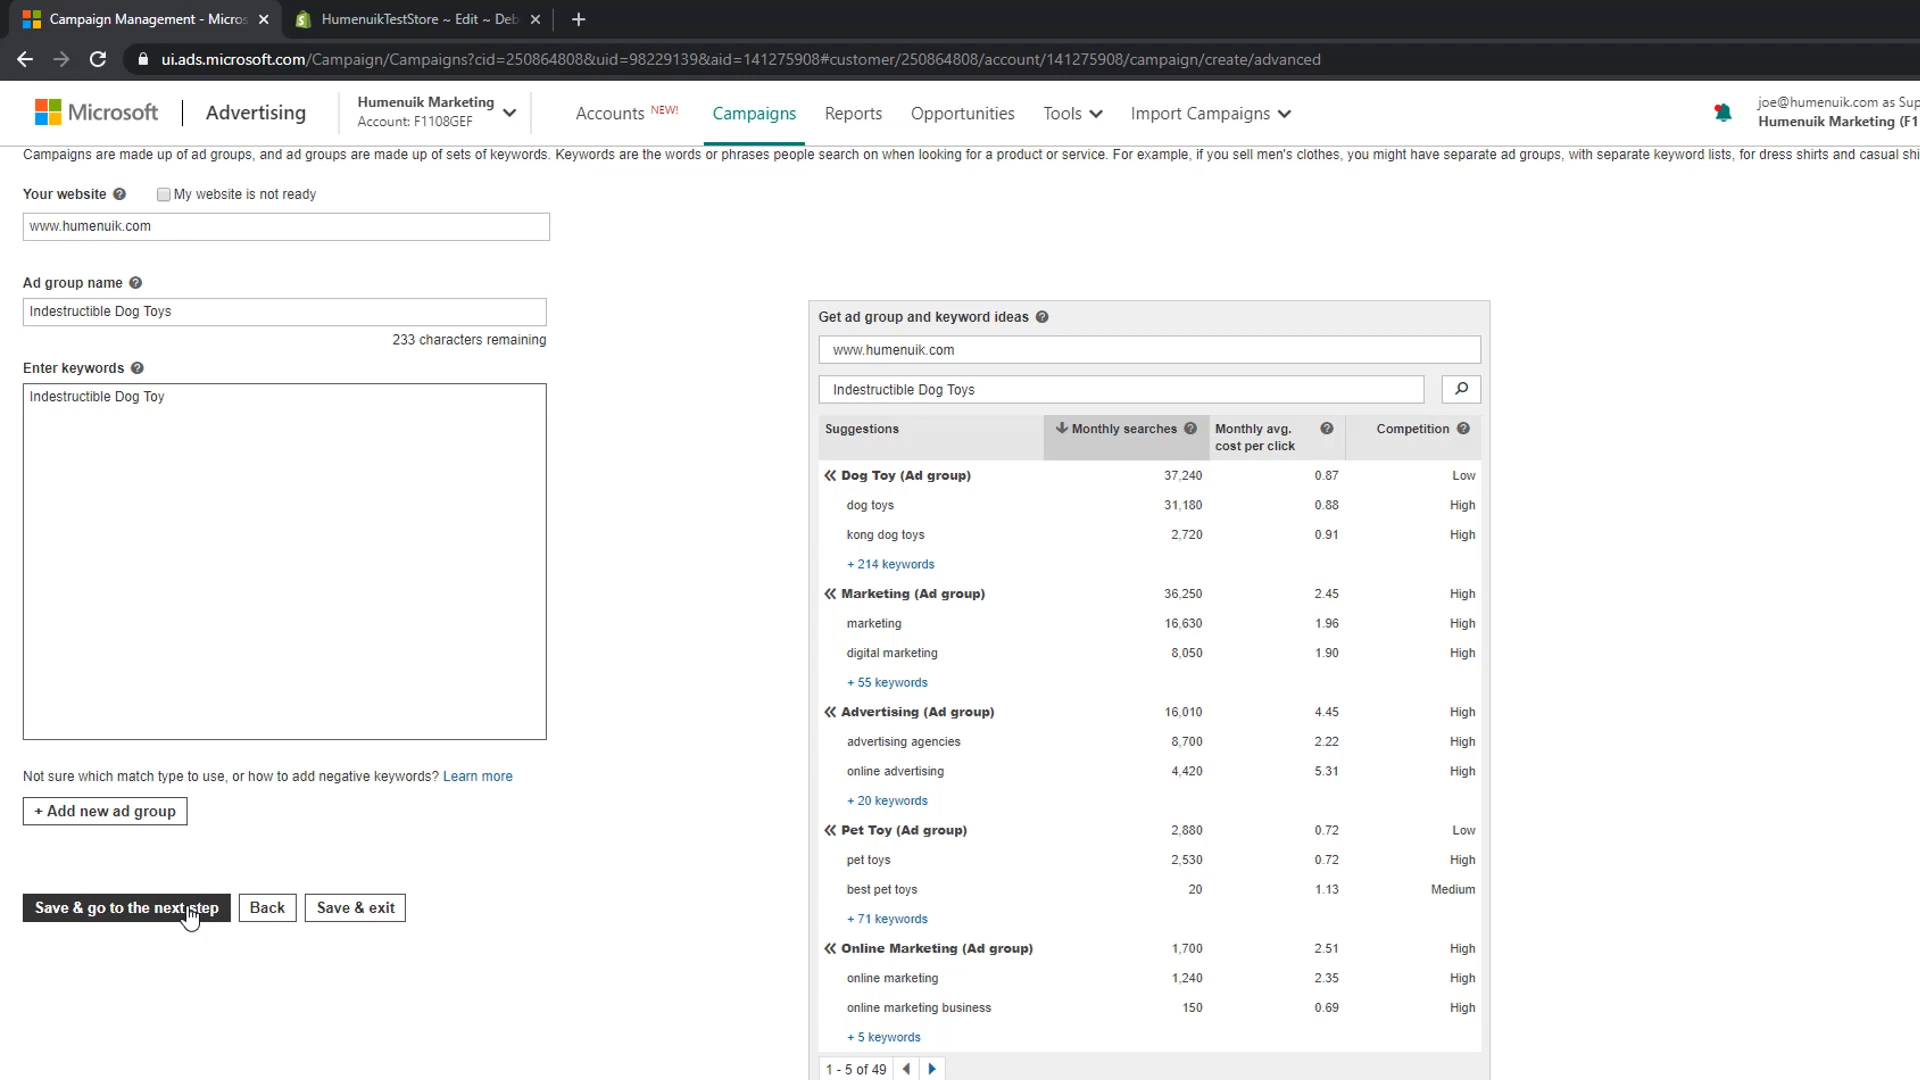 Campaign Management - Micros
HumenuikTestStore ~ Edit ~ Deb
ui.ads.microsoft.com/Campaign/Campaigns?cid=250864808&uid=98229139&aid=141275908#customer/250864808/account/141275908/campaign/create/advanced
Microsoft | Advertising
Humenuik Marketing
Account: F1108GEF
Accounts NEW!
Campaigns
Reports
Opportunities
Tools
Import Campaigns
joe@humenuik.com as Sup
Humenuik Marketing (F1
Campaigns are made up of ad groups, and ad groups are made up of sets of keywords. Keywords are the words or phrases people search on when looking for a product or service. For example, if you sell men's clothes, you might have separate ad groups, with separate keyword lists, for dress shirts and casual shi
Your website
My website is not ready
www.humenuik.com
Ad group name
Indestructible Dog Toys
233 characters remaining
Enter keywords
Indestructible Dog Toy
Not sure which match type to use, or how to add negative keywords? Learn more
+ Add new ad group
Save & go to the next step
Back
Save & exit
Get ad group and keyword ideas
www.humenuik.com
Indestructible Dog Toys
Suggestions Monthly searches Monthly avg. cost per click Competition
Dog Toy (Ad group) 37,240 0.87 Low
dog toys 31,180 0.88 High
kong dog toys 2,720 0.91 High
+ 214 keywords
Marketing (Ad group) 36,250 2.45 High
marketing 16,630 1.96 High
digital marketing 8,050 1.90 High
+ 55 keywords
Advertising (Ad group) 16,010 4.45 High
advertising agencies 8,700 2.22 High
online advertising 4,420 5.31 High
+ 20 keywords
Pet Toy (Ad group) 2,880 0.72 Low
pet toys 2,530 0.72 High
best pet toys 20 1.13 Medium
+ 71 keywords
Online Marketing (Ad group) 1,700 2.51 High
online marketing 1,240 2.35 High
online marketing business 150 0.69 High
+ 5 keywords
1 - 5 of 49